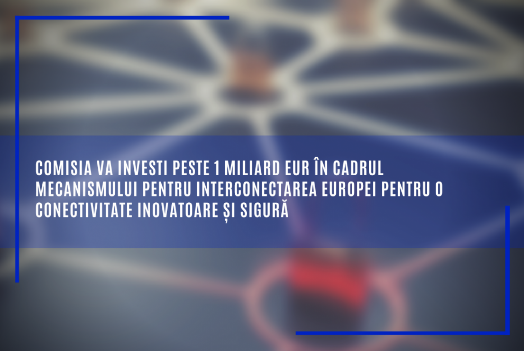 COMISIA VA INVESTI PESTE 1 MILIARD EUR ÎN CADRUL
MECANISMULUI PENTRU INTERCONECTAREA EUROPEI PENTRU O
CONECTIVITATE INOVATOARE ȘI SIGURĂ